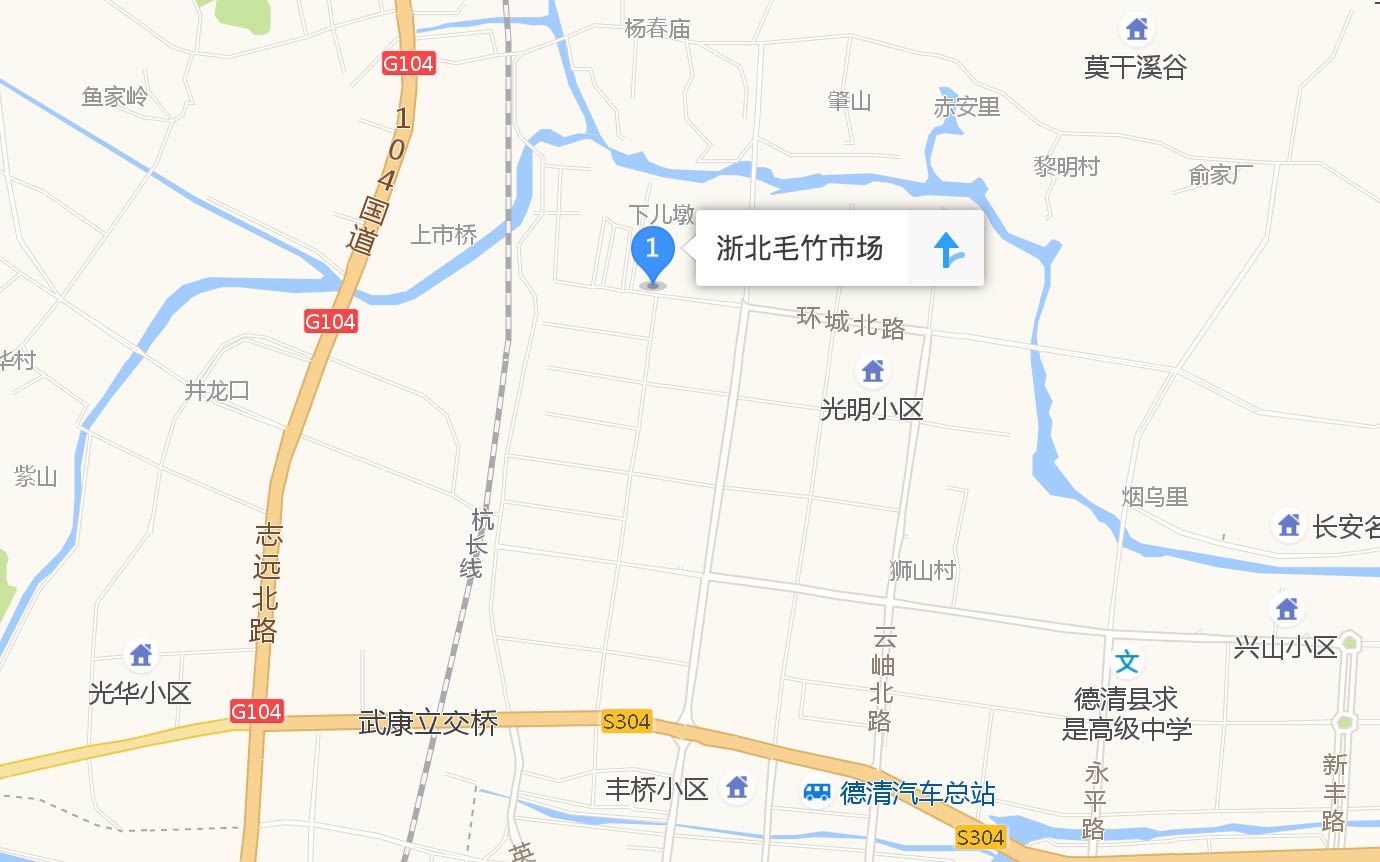 杨春庙
莫干溪谷
G104
鱼家岭
肇山
赤安里
104国道
黎明村
俞家厂
下儿墩
上市桥
1
浙北毛竹市场
G104
环城北路
华村
井龙口
光明小区
紫山
烟乌里
长安名
杭长线
志远北路
狮山村
兴山小区
云岫北路
光华小区
德清县求
是高级中学
G104
武康立交桥
S304
新丰路
永平路
丰桥小区
德清汽车总站
S304
英